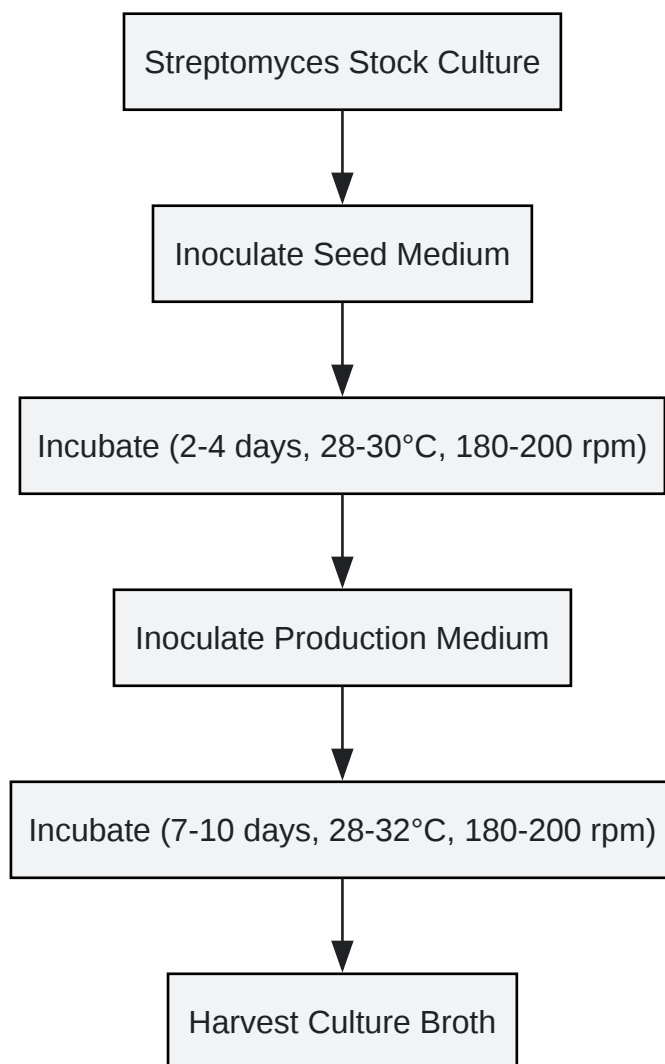 Streptomyces Stock Culture
Inoculate Seed Medium
Incubate (2-4 days, 28-30°C, 180-200 rpm)
Inoculate Production Medium
Incubate (7-10 days, 28-32°C, 180-200 rpm)
Harvest Culture Broth